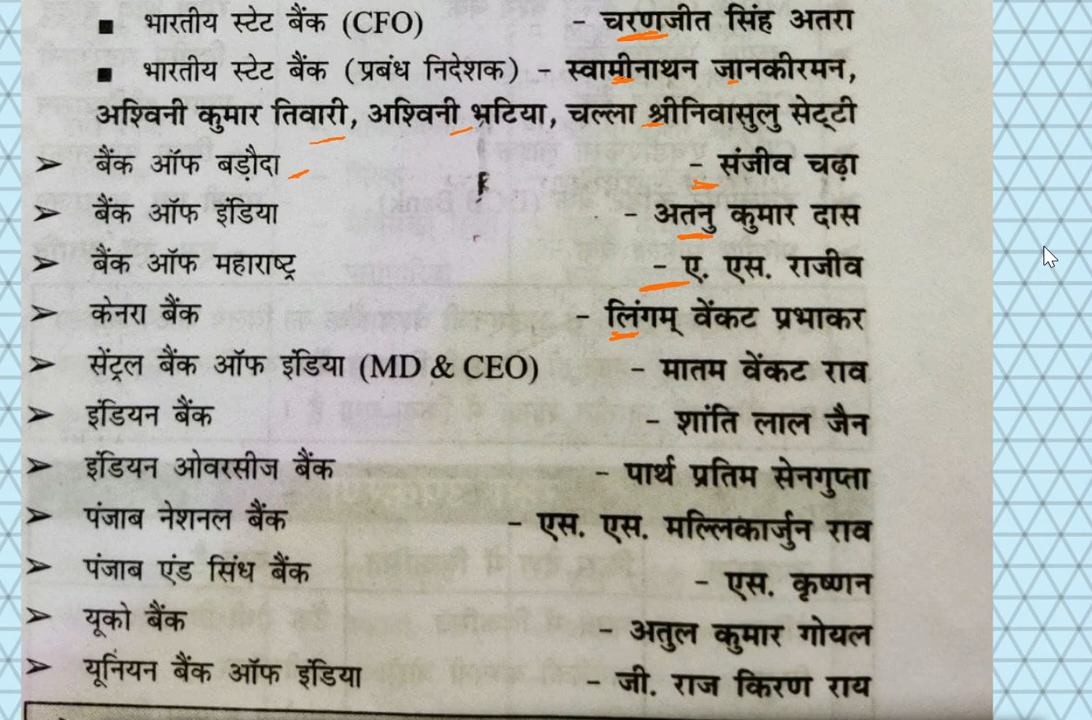 ▪ भारतीय स्टेट बैंक (CFO) – चरणजीत सिंह अतरा
▪ भारतीय स्टेट बैंक (प्रबंध निदेशक) – स्वामीनाथन जानकीरमन,
अश्विनी कुमार तिवारी, अश्विनी भटिया, चल्ला श्रीनिवासुलु सेट्टी
➢ बैंक ऑफ बड़ौदा – संजीव चढ़ा
➢ बैंक ऑफ इंडिया – अतनु कुमार दास
➢ बैंक ऑफ महाराष्ट्र – ए. एस. राजीव
➢ केनरा बैंक – लिंगम् वेंकट प्रभाकर
➢ सेंट्रल बैंक ऑफ इंडिया (MD & CEO) – मातम वेंकट राव
➢ इंडियन बैंक – शांति लाल जैन
➢ इंडियन ओवरसीज बैंक – पार्थ प्रतिम सेनगुप्ता
➢ पंजाब नेशनल बैंक – एस. एस. मल्लिकार्जुन राव
➢ पंजाब एंड सिंध बैंक – एस. कृष्णन
➢ यूको बैंक – अतुल कुमार गोयल
➢ यूनियन बैंक ऑफ इंडिया – जी. राज किरण राय